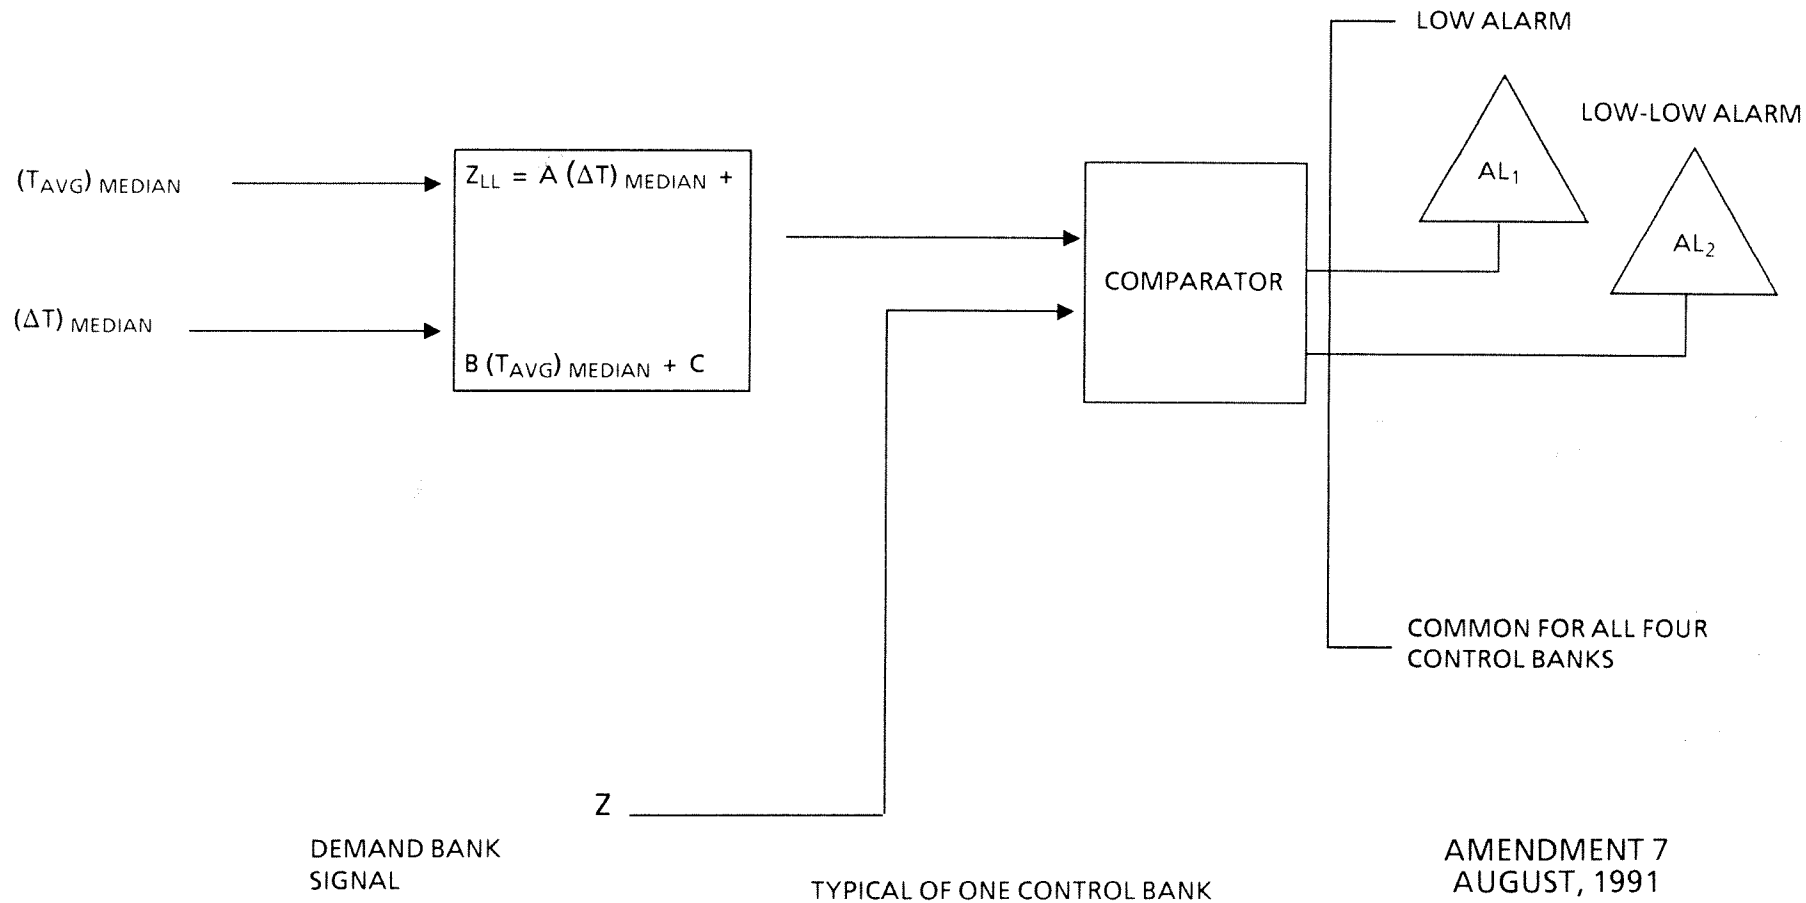 LOW ALARM
LOW-LOW ALARM
AL1
AL2
(TAVG) MEDIAN
(ΔT) MEDIAN
ZLL = A (ΔT) MEDIAN +
B (TAVG) MEDIAN + C
COMPARATOR
COMMON FOR ALL FOUR
CONTROL BANKS
Z
DEMAND BANK
SIGNAL
TYPICAL OF ONE CONTROL BANK
AMENDMENT 7
AUGUST, 1991